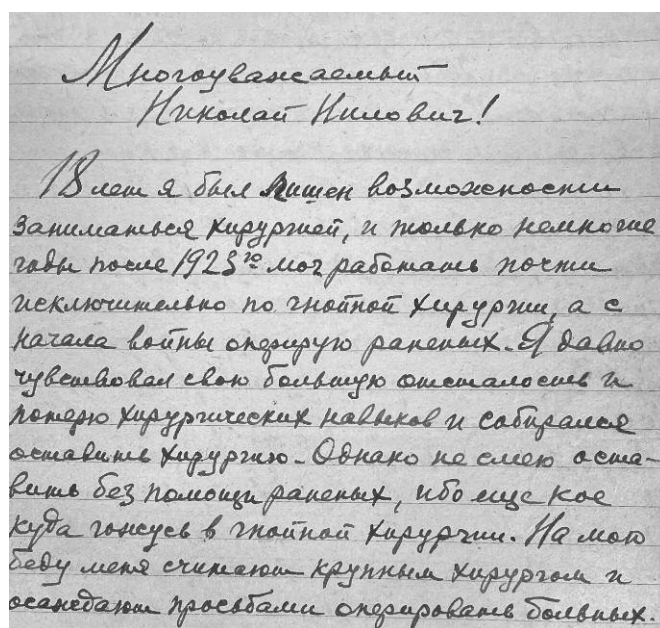 Многоуважаемый
Николай Нилович!
18 лет я был лишен возможности
заниматься хирургией, и только немногие
годы после 1923го мог работать почти
исключительно по гнойной хирургии, а с
начала войны оперирую раненых. Я давно
чувствовал свою большую отсталость и
потерю хирургических навыков и собирался
оставить хирургию. Однако не смею оста-
вить без помощи раненых, ибо еще кое
куда гожусь в гнойной хирургии. На мою
беду меня считают крупным хирургом и
осаждают просьбами оперировать больных.